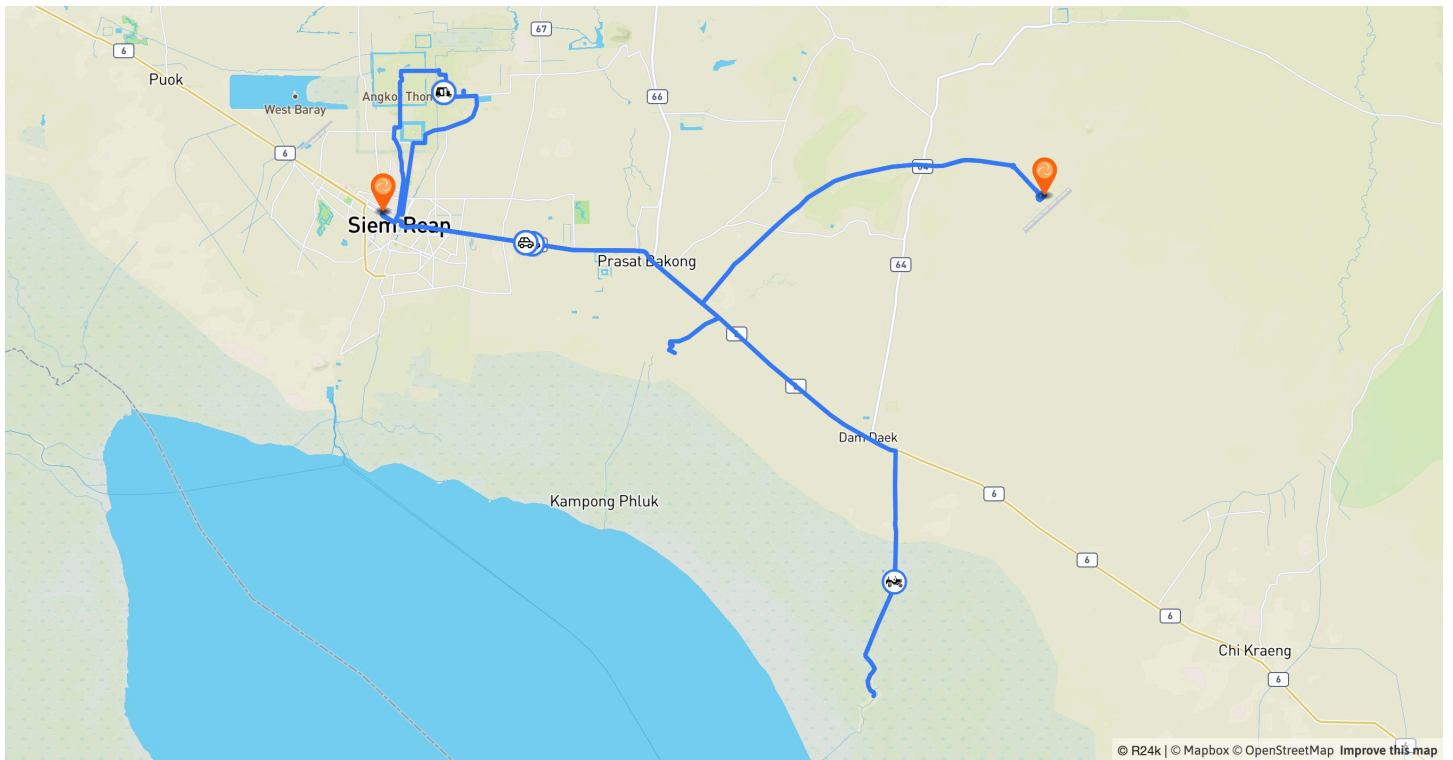 67
6
Puok
Angkor Thom
West Baray
66
6
64
Siem Reap
Prasat Bakong
64
6
6
Dam Daek
6
Kampong Phluk
6
6
Chi Kraeng
6
6
© R24k | © Mapbox © OpenStreetMap Improve this map